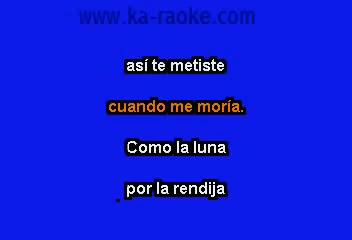 www.ka-raoke.com
así te metiste
cuando me moría.
Como la luna
por la rendija